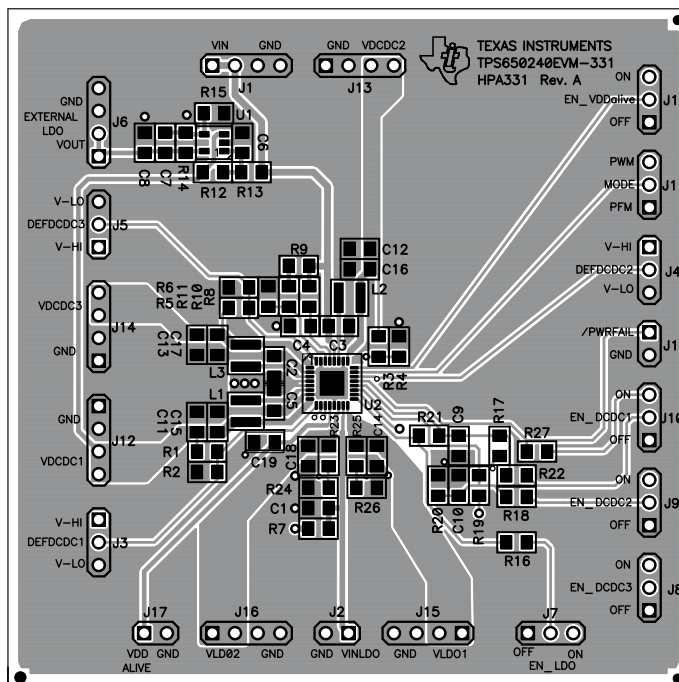 VIN
GND
J1
GND
VDCDC2
J13
TEXAS INSTRUMENTS
TPS650240EVM-331
HPA331 Rev. A
ON
EN_VDDalive
J1
OFF
GND
EXTERNAL
LDO
VOUT
J6
R15
U1
C6
C8
C7
R14
R12
R13
PWM
MODE
J1
PFM
V-LO
DEFDCDC3
J5
V-HI
V-HI
DEFDCDC2
J4
V-LO
R9
C12
C16
L2
R6
R5
R11
R10
R8
VDCDC3
J14
GND
C17
C13
C4
C3
L3
C2
R3
R4
/PWRFAIL
J1
GND
L1
C5
U2
GND
J12
VDCDC1
C11
C15
R1
R2
C19
R23
R25
C14
R21
C9
R17
R27
ON
EN_DCDC1
J10
OFF
C18
R24
C1
R7
R26
R20
C10
R19
R22
R18
ON
EN_DCDC2
J9
OFF
V-HI
DEFDCDC1
J3
V-LO
R16
ON
EN_DCDC3
J8
OFF
J17
VDD
ALIVE
GND
J16
VLDO2
GND
J2
GND
VINLDO
J15
GND
VLDO1
J7
OFF
ON
EN_LDO